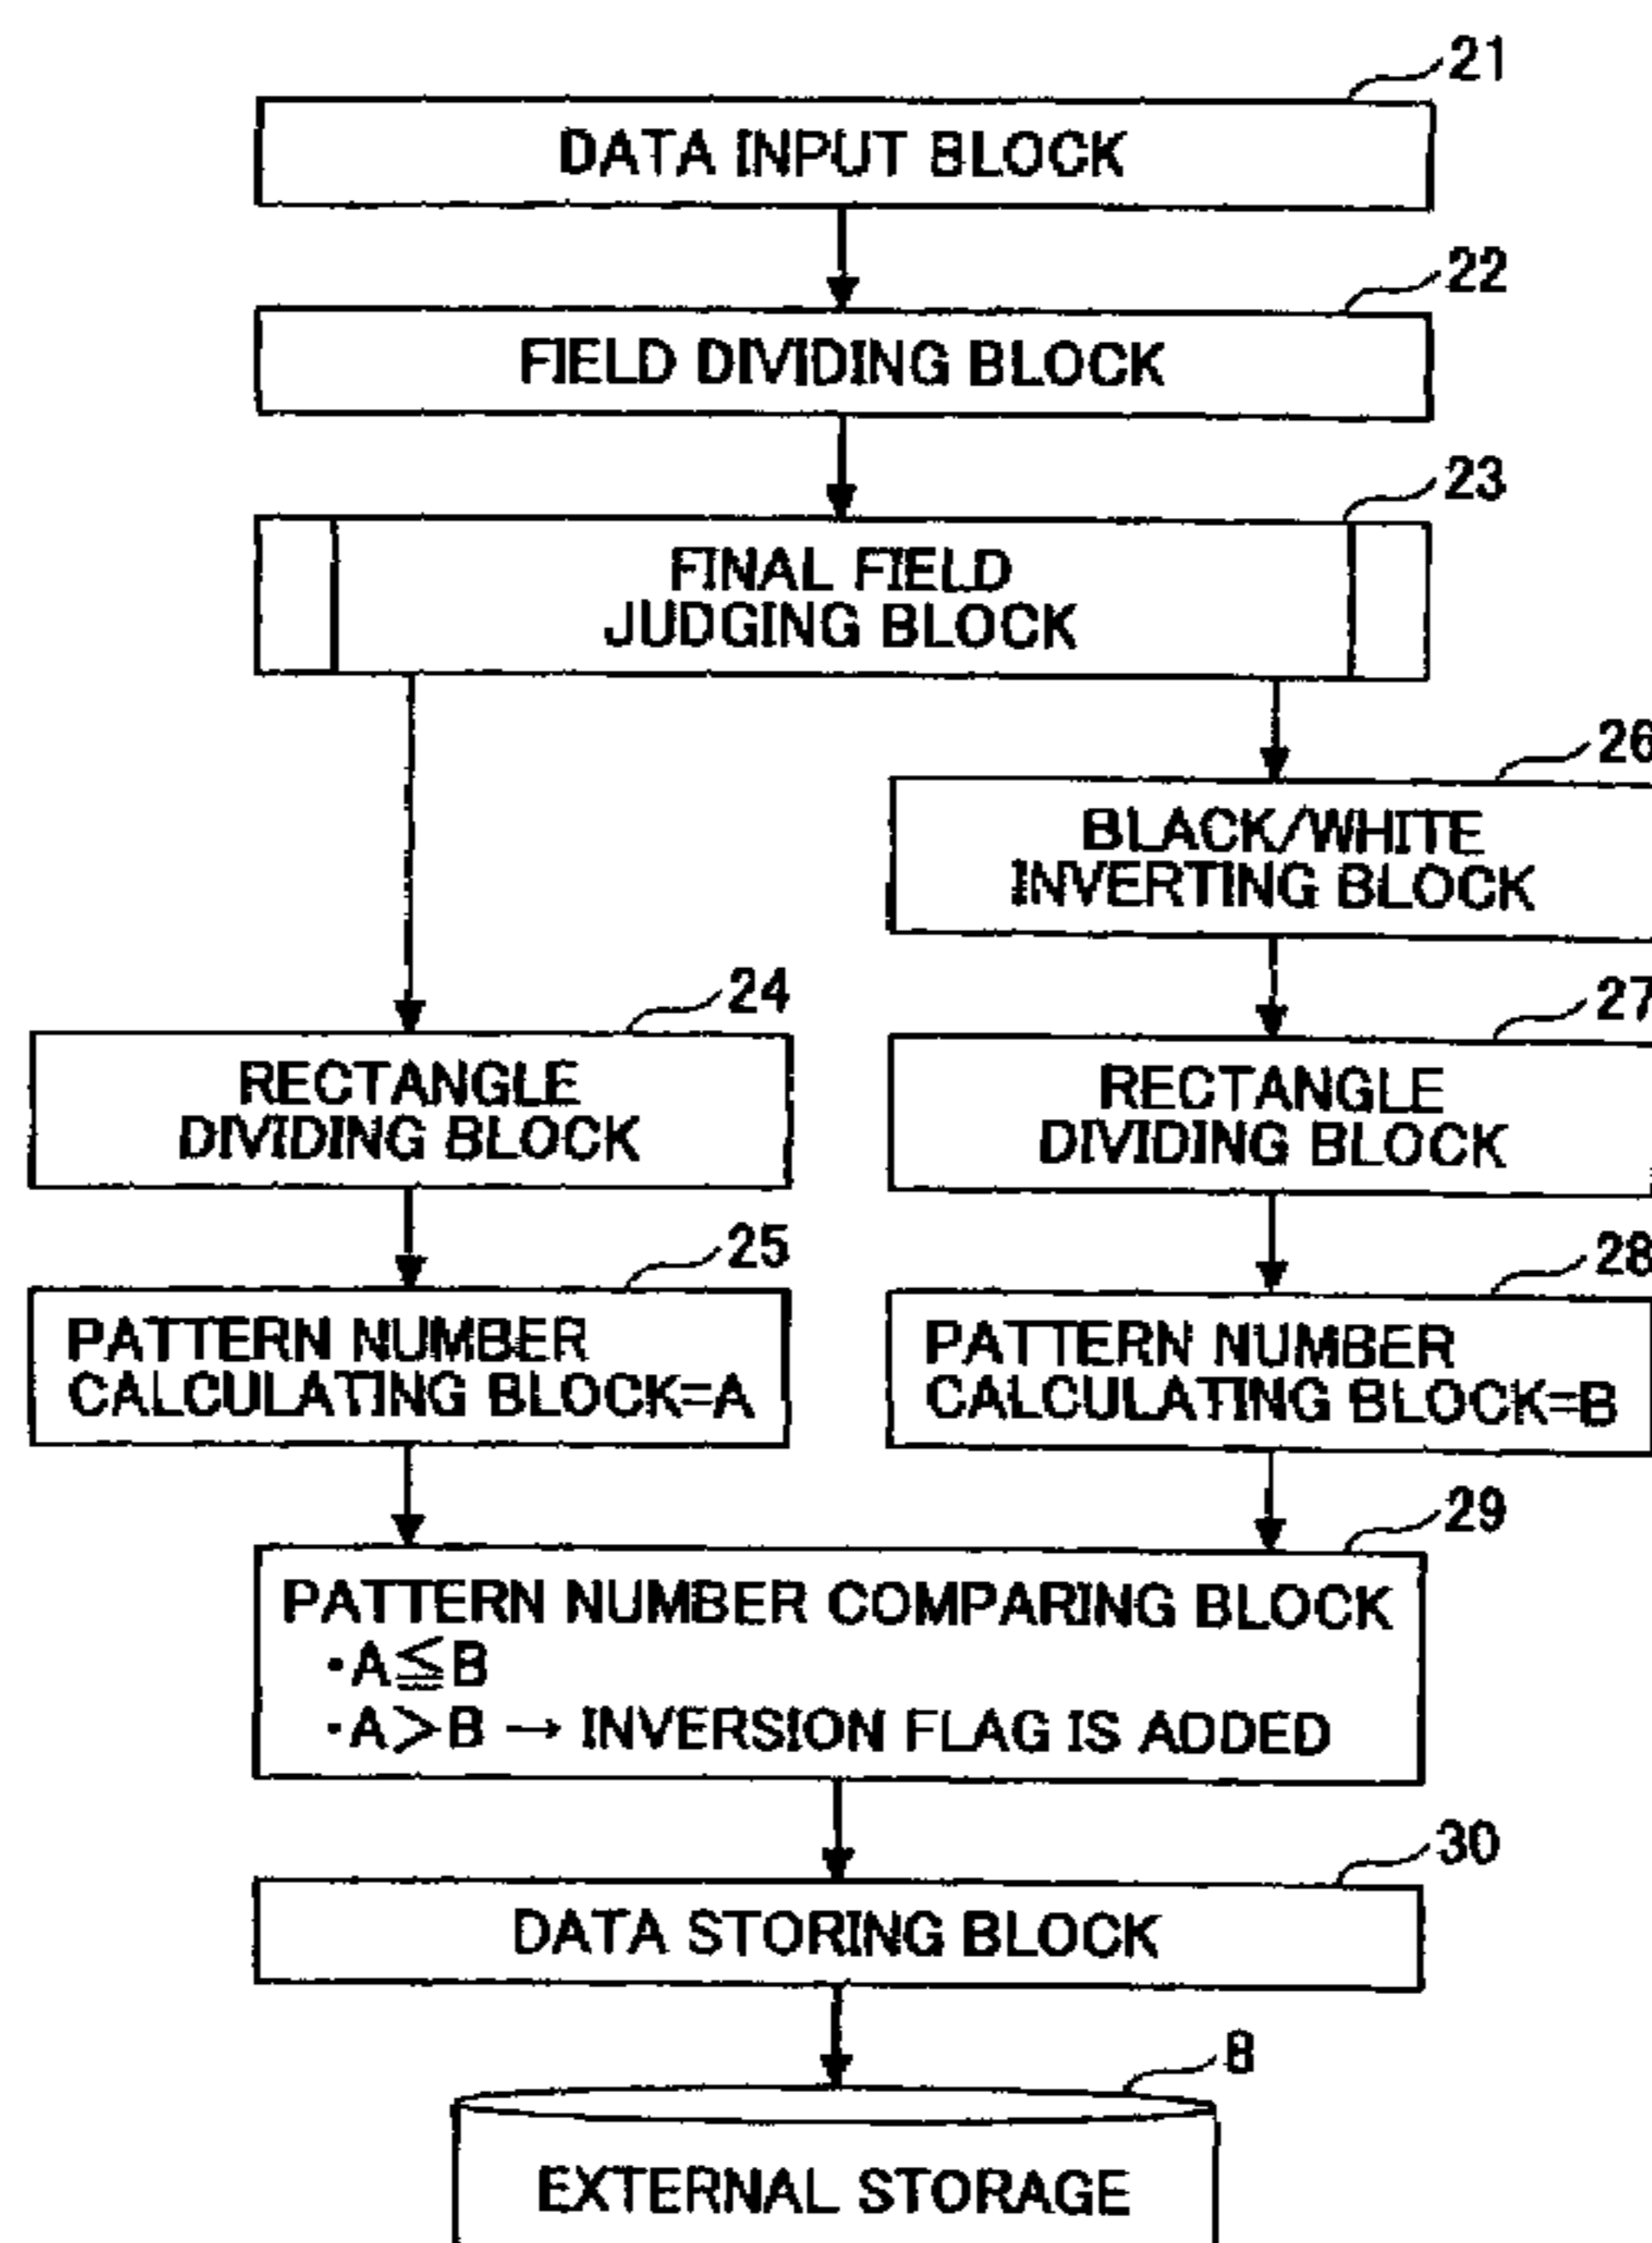 21
DATA INPUT BLOCK
22
FIELD DIVIDING BLOCK
23
FINAL FIELD
JUDGING BLOCK
26
BLACK/WHITE
INVERTING BLOCK
24
RECTANGLE
DIVIDING BLOCK
27
RECTANGLE
DIVIDING BLOCK
25
PATTERN NUMBER
CALCULATING BLOCK=A
28
PATTERN NUMBER
CALCULATING BLOCK=B
29
PATTERN NUMBER COMPARING BLOCK
・A≦B
・A>B → INVERSION FLAG IS ADDED
30
DATA STORING BLOCK
8
EXTERNAL STORAGE